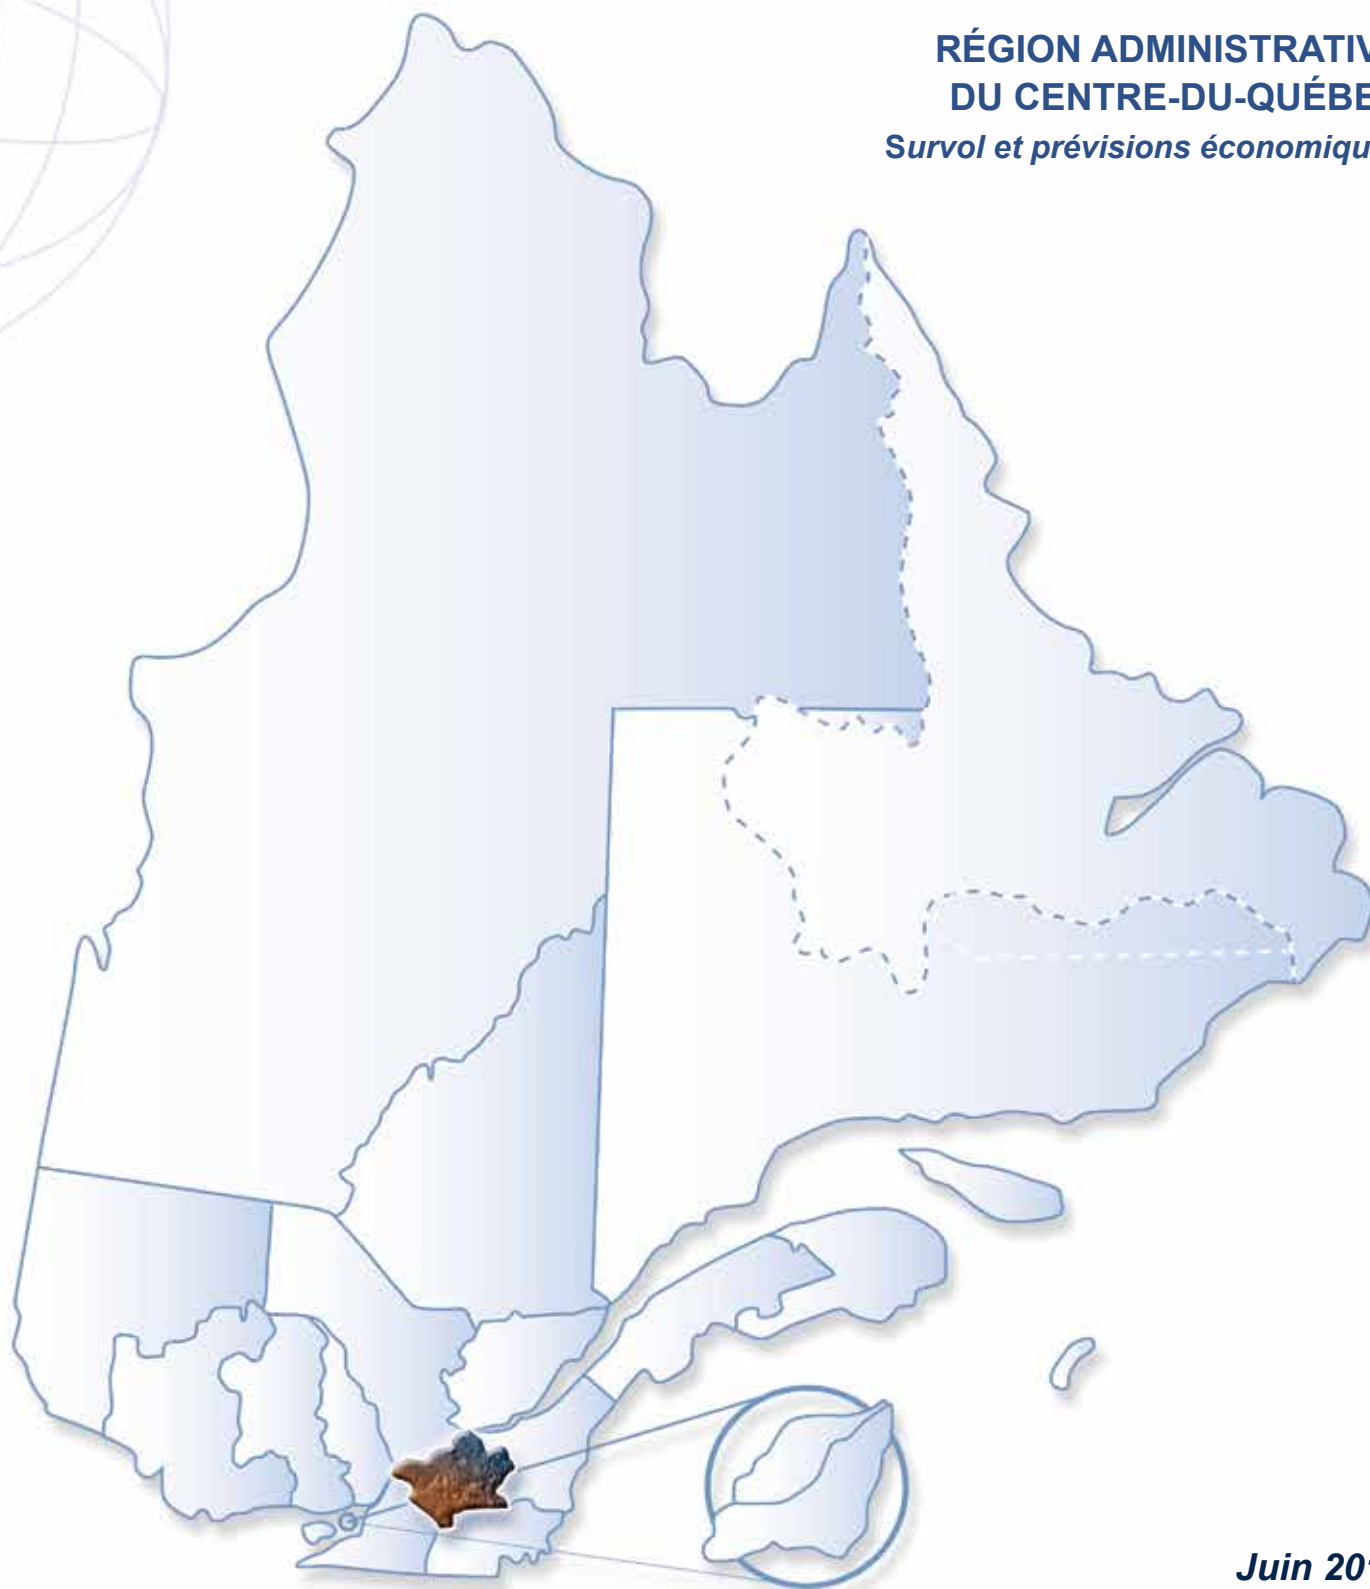 RÉGION ADMINISTRATIV
DU CENTRE-DU-QUÉBE
Survol et prévisions économiqu
Juin 20